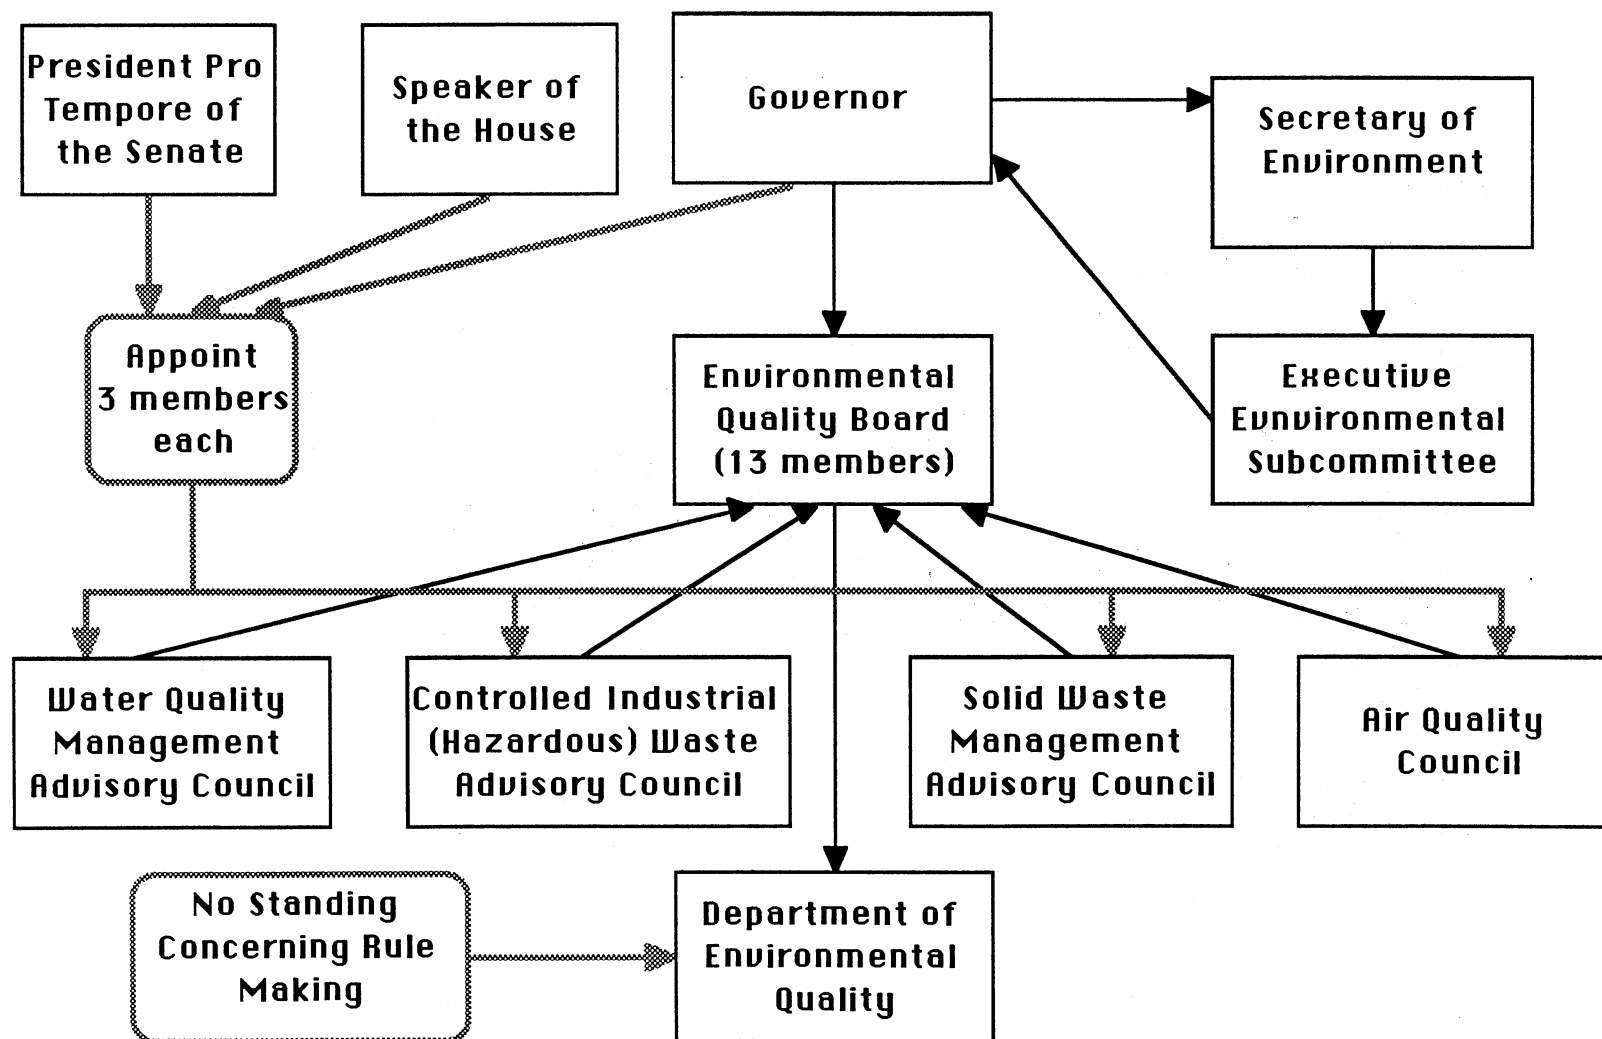 President Pro
Tempore of
the Senate
Speaker of
the House
Governor
Secretary of
Environment
Appoint
3 members
each
Environmental
Quality Board
(13 members)
Executive
Evnvironmental
Subcommittee
Water Quality
Management
Advisory Council
Controlled Industrial
(Hazardous) Waste
Advisory Council
Solid Waste
Management
Advisory Council
Air Quality
Council
No Standing
Concerning Rule
Making
Department of
Environmental
Quality